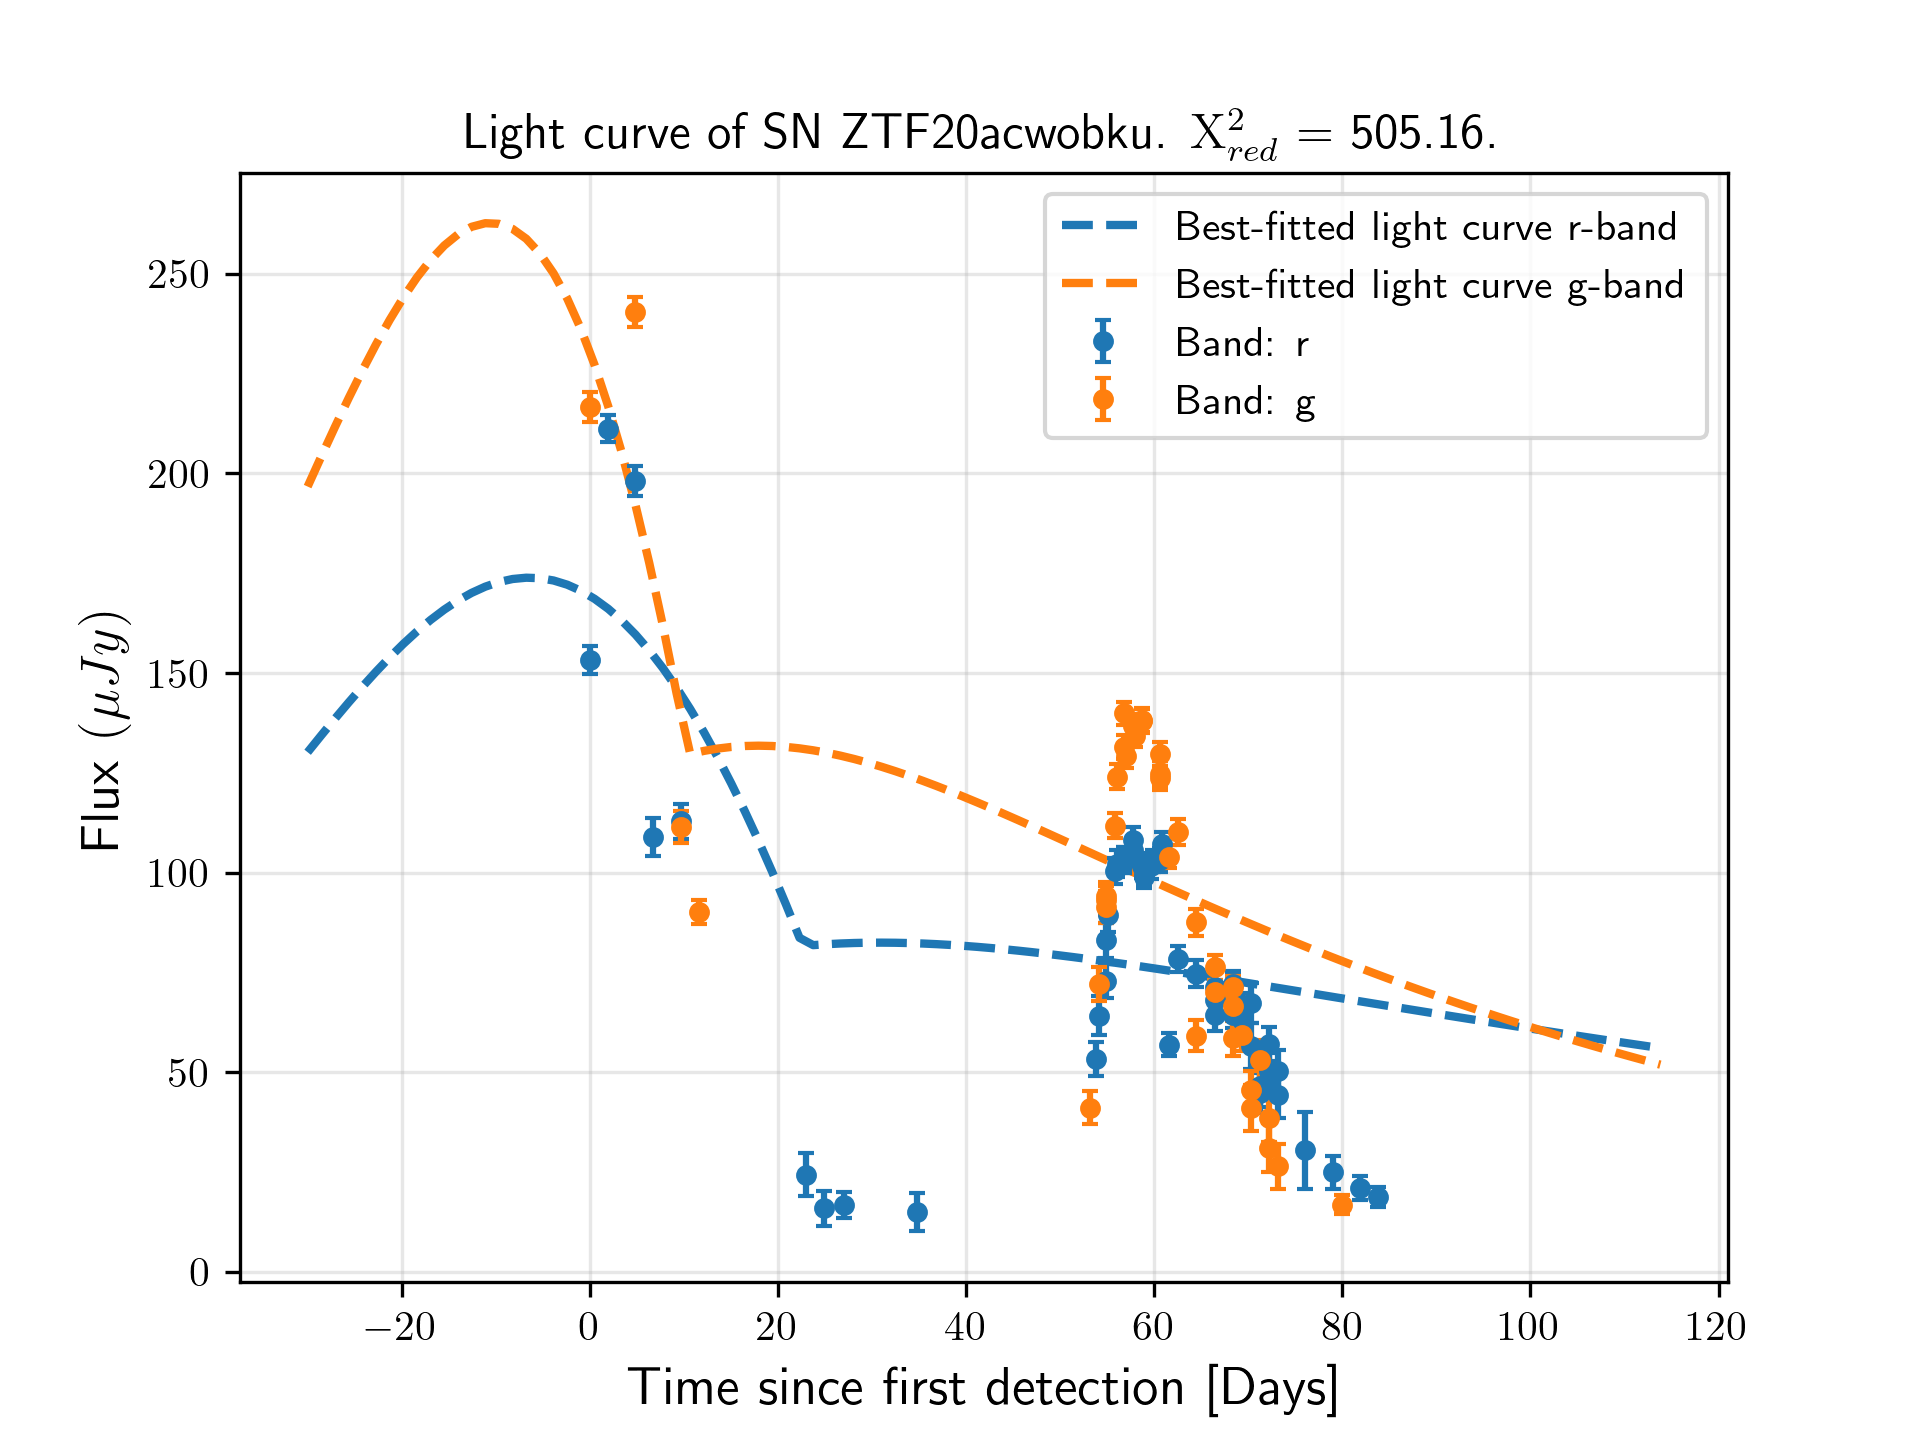 Light curve of SN ZTF20acwobku. X²_red = 505.16.
Best-fitted light curve r-band
Best-fitted light curve g-band
Band: r
Band: g
Flux (μJy)
250
200
150
100
50
0
−20 0 20 40 60 80 100 120
Time since first detection [Days]